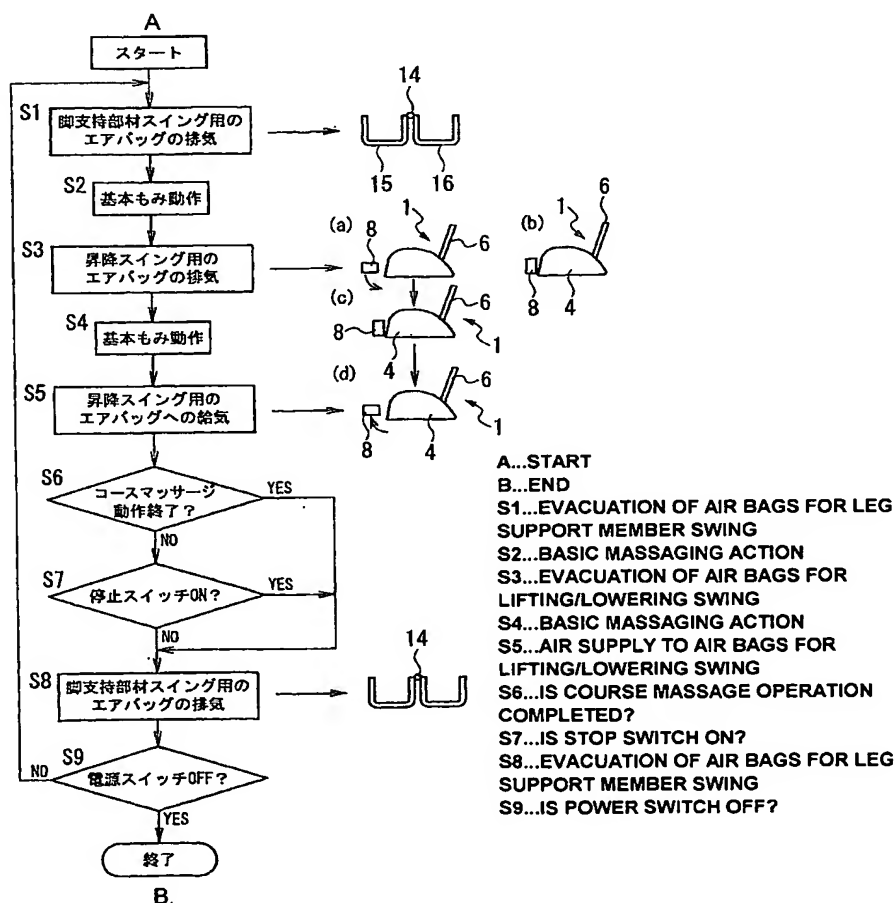 A
スタート
S1
脚支持部材スイング用の
エアバッグの排気
14
15
16
S2
基本もみ動作
S3
昇降スイング用の
エアバッグの排気
(a)
8
1
6
4
(b)
1
6
8
4
S4
基本もみ動作
(c)
8
4
6
1
S5
昇降スイング用の
エアバッグへの給気
(d)
8
4
6
1
S6
コースマッサージ
動作終了?
YES
NO
S7
停止スイッチON?
YES
NO
S8
脚支持部材スイング用の
エアバッグの排気
14
S9
電源スイッチOFF?
NO
YES
終了
B.
A...START
B...END
S1...EVACUATION OF AIR BAGS FOR LEG
SUPPORT MEMBER SWING
S2...BASIC MASSAGING ACTION
S3...EVACUATION OF AIR BAGS FOR
LIFTING/LOWERING SWING
S4...BASIC MASSAGING ACTION
S5...AIR SUPPLY TO AIR BAGS FOR
LIFTING/LOWERING SWING
S6...IS COURSE MASSAGE OPERATION
COMPLETED?
S7...IS STOP SWITCH ON?
S8...EVACUATION OF AIR BAGS FOR LEG
SUPPORT MEMBER SWING
S9...IS POWER SWITCH OFF?